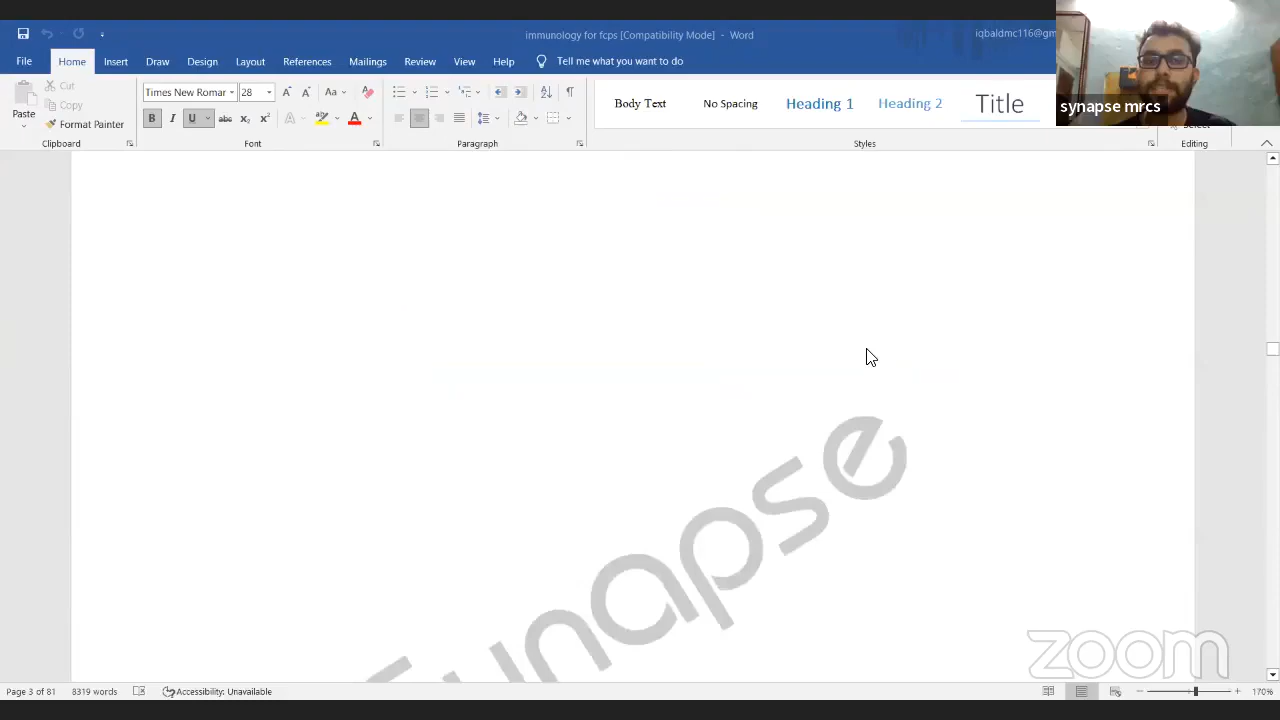 immunology for fcps [Compatibility Mode] - Word
iqbaldmc116@gm
File Home Insert Draw Design Layout References Mailings Review View Help Tell me what you want to do
Paste
Cut
Copy
Format Painter
Times New Romar 28
Body Text No Spacing Heading 1 Heading 2 Title
synapse mrcs
Clipboard Font Paragraph Styles Editing
Synapse
zoom
Page 3 of 81 8319 words Accessibility: Unavailable 170%